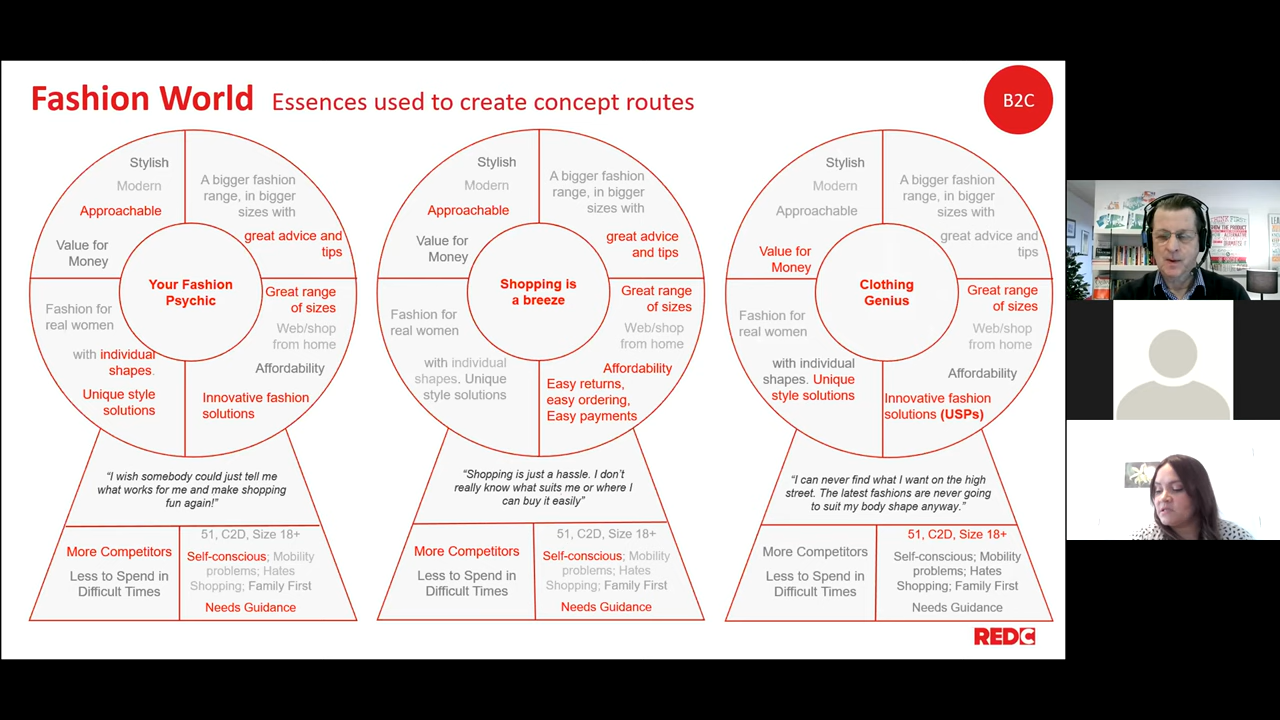 Fashion World Essences used to create concept routes
B2C
Stylish
Modern
Approachable
Value for
Money
A bigger fashion
range, in bigger
sizes with
great advice and
tips
Your Fashion
Psychic
Fashion for
real women
with individual
shapes.
Unique style
solutions
Great range
of sizes
Web/shop
from home
Affordability
Innovative fashion
solutions
“I wish somebody could just tell me
what works for me and make shopping
fun again!”
More Competitors
Less to Spend in
Difficult Times
51, C2D, Size 18+
Self-conscious; Mobility
problems; Hates
Shopping; Family First
Needs Guidance
Stylish
Modern
Approachable
Value for
Money
A bigger fashion
range, in bigger
sizes with
great advice
and tips
Shopping is
a breeze
Fashion for
real women
with individual
shapes. Unique
style solutions
Great range
of sizes
Web/shop
from home
Affordability
Easy returns,
easy ordering,
Easy payments
“Shopping is just a hassle. I don’t
really know what suits me or where I
can buy it easily”
More Competitors
Less to Spend in
Difficult Times
51, C2D, Size 18+
Self-conscious; Mobility
problems; Hates
Shopping; Family First
Needs Guidance
Stylish
Modern
Approachable
Value for
Money
A bigger fashion
range, in bigger
sizes with
great advice and
tips
Clothing
Genius
Fashion for
real women
with individual
shapes. Unique
style solutions
Great range
of sizes
Web/shop
from home
Affordability
Innovative fashion
solutions (USPs)
“I can never find what I want on the high
street. The latest fashions are never going
to suit my body shape anyway.”
More Competitors
Less to Spend in
Difficult Times
51, C2D, Size 18+
Self-conscious; Mobility
problems; Hates
Shopping; Family First
Needs Guidance
REDC